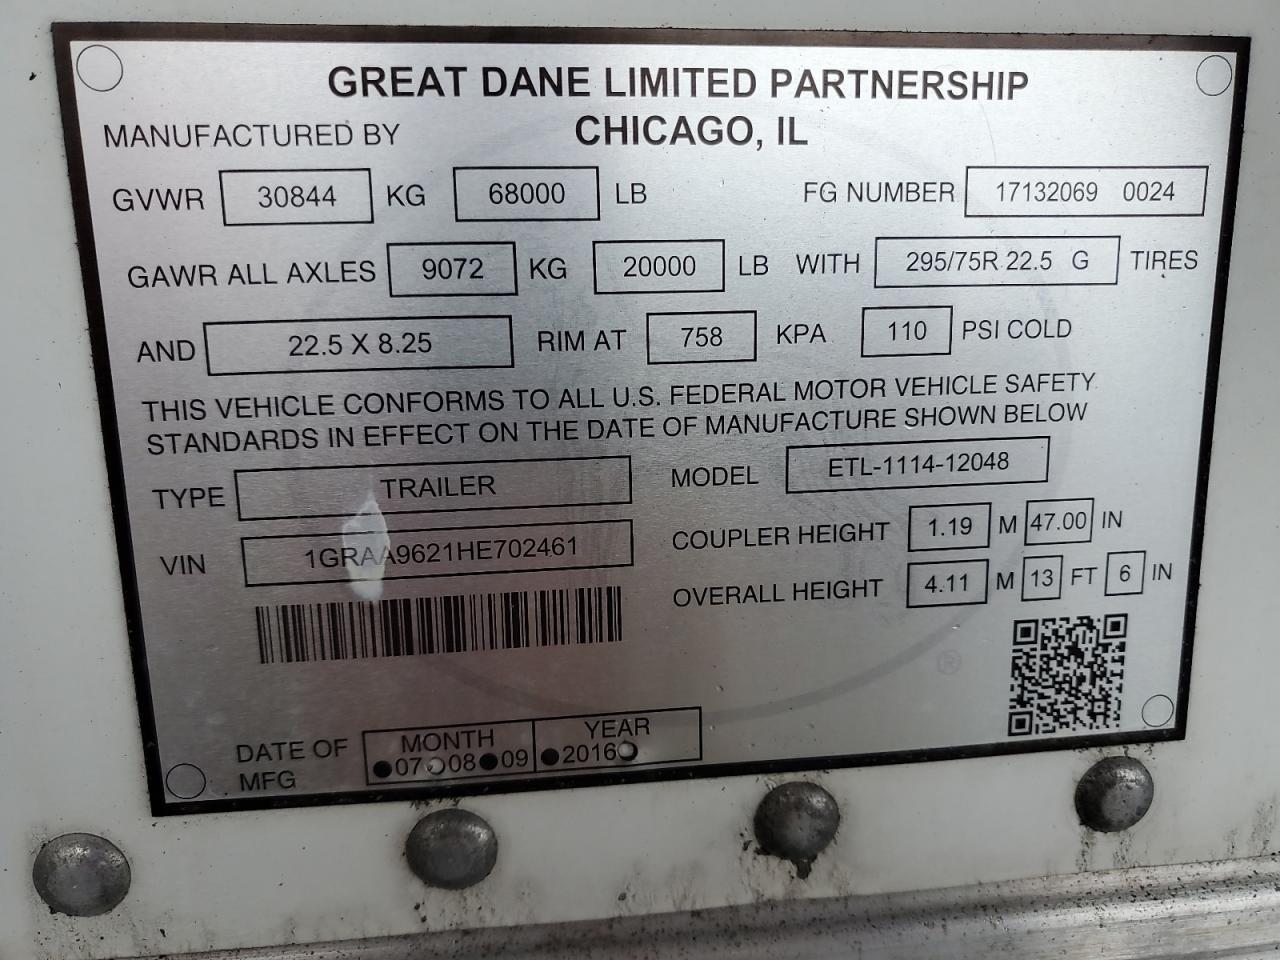 GREAT DANE LIMITED PARTNERSHIP
MANUFACTURED BY CHICAGO, IL
GVWR 30844 KG 68000 LB FG NUMBER 17132069 0024
GAWR ALL AXLES 9072 KG 20000 LB WITH 295/75R 22.5 G TIRES
AND 22.5 X 8.25 RIM AT 758 KPA 110 PSI COLD
THIS VEHICLE CONFORMS TO ALL U.S. FEDERAL MOTOR VEHICLE SAFETY
STANDARDS IN EFFECT ON THE DATE OF MANUFACTURE SHOWN BELOW
TYPE TRAILER MODEL ETL-1114-12048
VIN 1GRAA9621HE702461 COUPLER HEIGHT 1.19 M 47.00 IN
OVERALL HEIGHT 4.11 M 13 FT 6 IN
®
DATE OF MONTH YEAR
MFG 07 08 09 2016